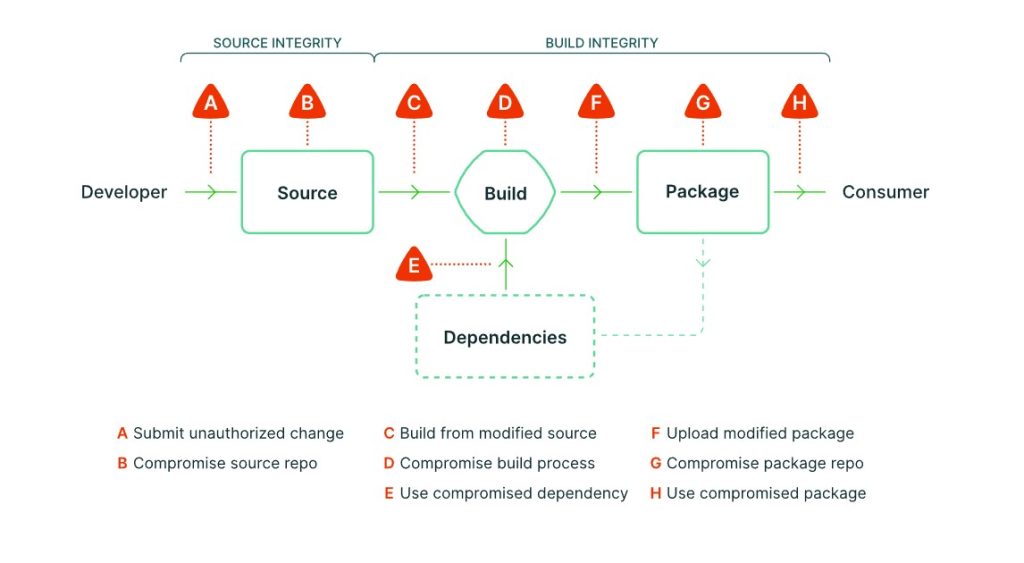 SOURCE INTEGRITY
BUILD INTEGRITY
A
B
C
D
F
G
H
Developer
Source
Build
Package
Consumer
E
Dependencies
A Submit unauthorized change
B Compromise source repo
C Build from modified source
D Compromise build process
E Use compromised dependency
F Upload modified package
G Compromise package repo
H Use compromised package